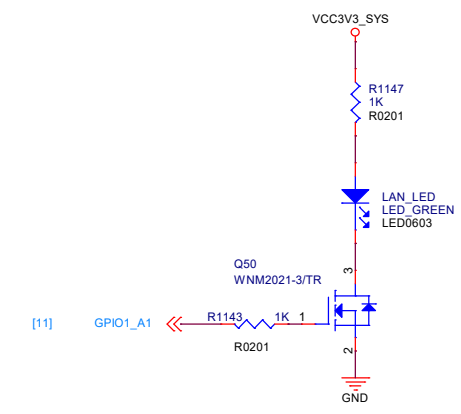 VCC3V3_SYS
R1147
1K
R0201
LAN_LED
LED_GREEN
LED0603
Q50
WNM2021-3/TR
3
[11] GPIO1_A1 R1143 1K 1
R0201
2
GND